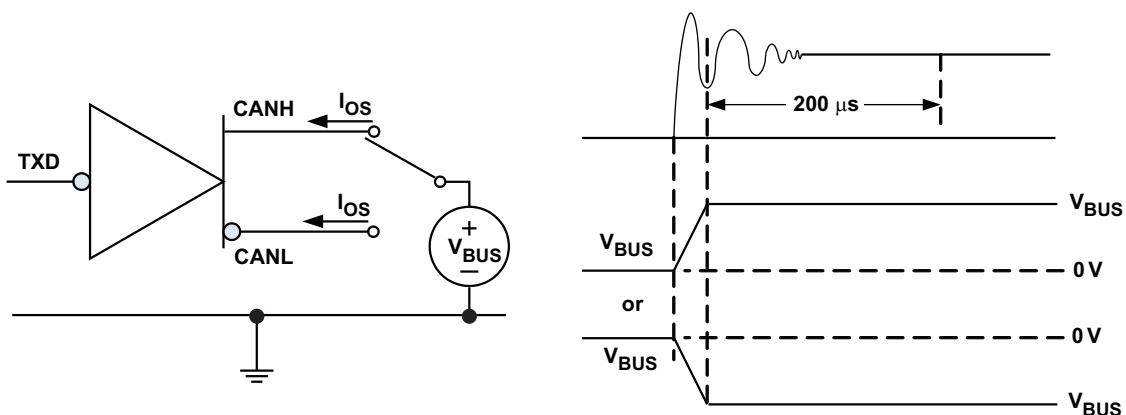 CANH
I_OS
TXD
I_OS
CANL
+
V_BUS
−
200 μs
V_BUS
V_BUS
0 V
or
0 V
V_BUS
V_BUS